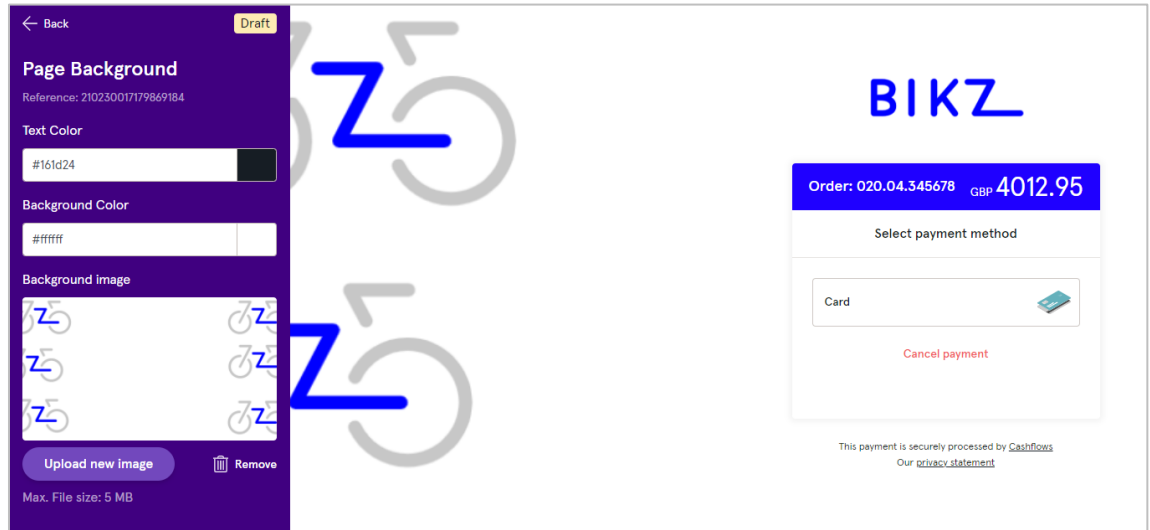 Back
Draft
Page Background
Reference: 210230017179869184
Text Color
#161d24
Background Color
#ffffff
Background image
Upload new image
Remove
Max. File size: 5 MB
BIKZ
Order: 020.04.345678 GBP 4012.95
Select payment method
Card
Cancel payment
This payment is securely processed by Cashflows
Our privacy statement